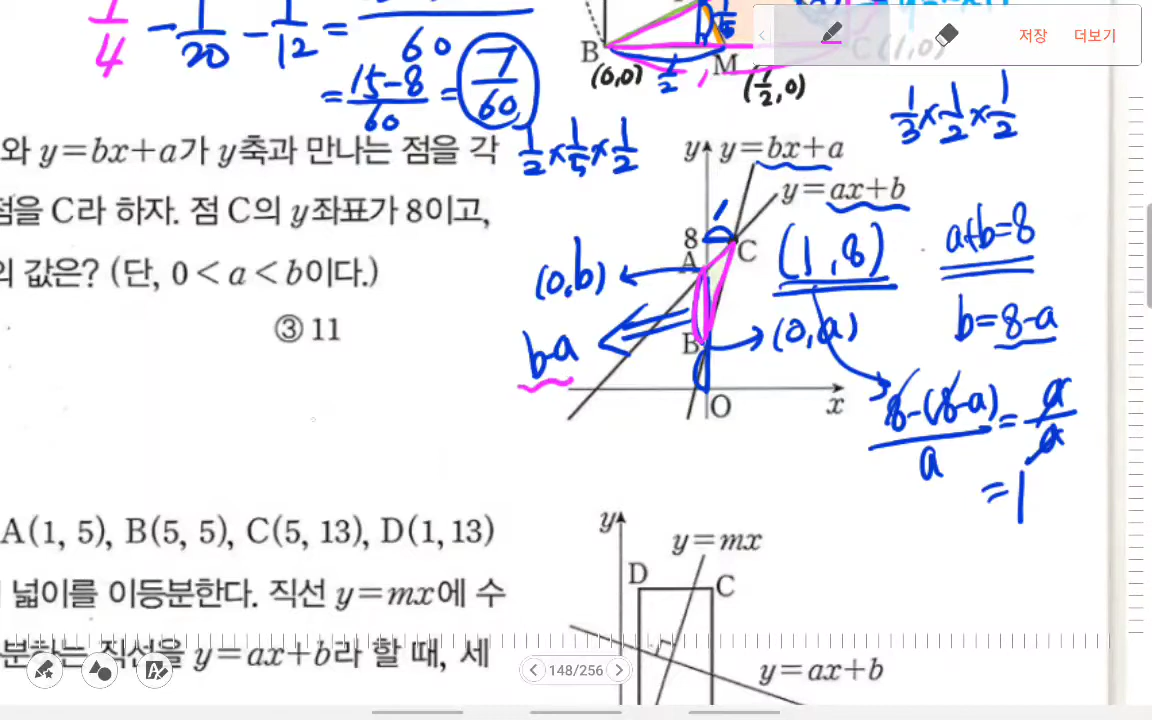 1/4 - 1/20 - 1/12 =
60
= 15-8/60 = 7/60
B
(0,0)
1/2
M
(1/2,0)
C(1,0)
저장
더보기
1/3×1/2×1/2
와 y=bx+a가 y축과 만나는 점을 각
1/2×1/5×1/2
y
y=bx+a
y=ax+b
점을 C라 하자. 점 C의 y좌표가 8이고,
1
8
C
(1,8)
a+b=8
의 값은? (단, 0<a<b이다.)
(0,b)
A
③ 11
b-a
B
(0,a)
b=8-a
O
x
8-(8-a)/a = a/a
=1
A(1, 5), B(5, 5), C(5, 13), D(1, 13)
y
y=mx
D
C
넓이를 이등분한다. 직선 y=mx에 수
분하는 직선을 y=ax+b라 할 때, 세
148/256
y=ax+b